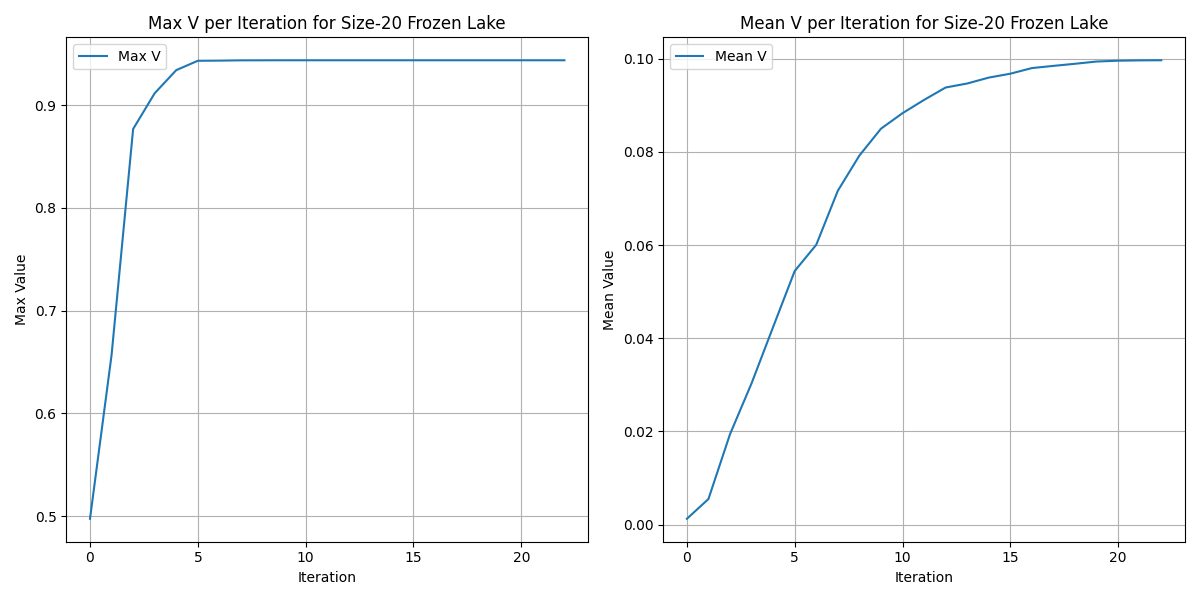 Max V per Iteration for Size-20 Frozen Lake
Max V
Max Value
0.9
0.8
0.7
0.6
0.5
0 5 10 15 20
Iteration
Mean V per Iteration for Size-20 Frozen Lake
Mean V
Mean Value
0.10
0.08
0.06
0.04
0.02
0.00
0 5 10 15 20
Iteration